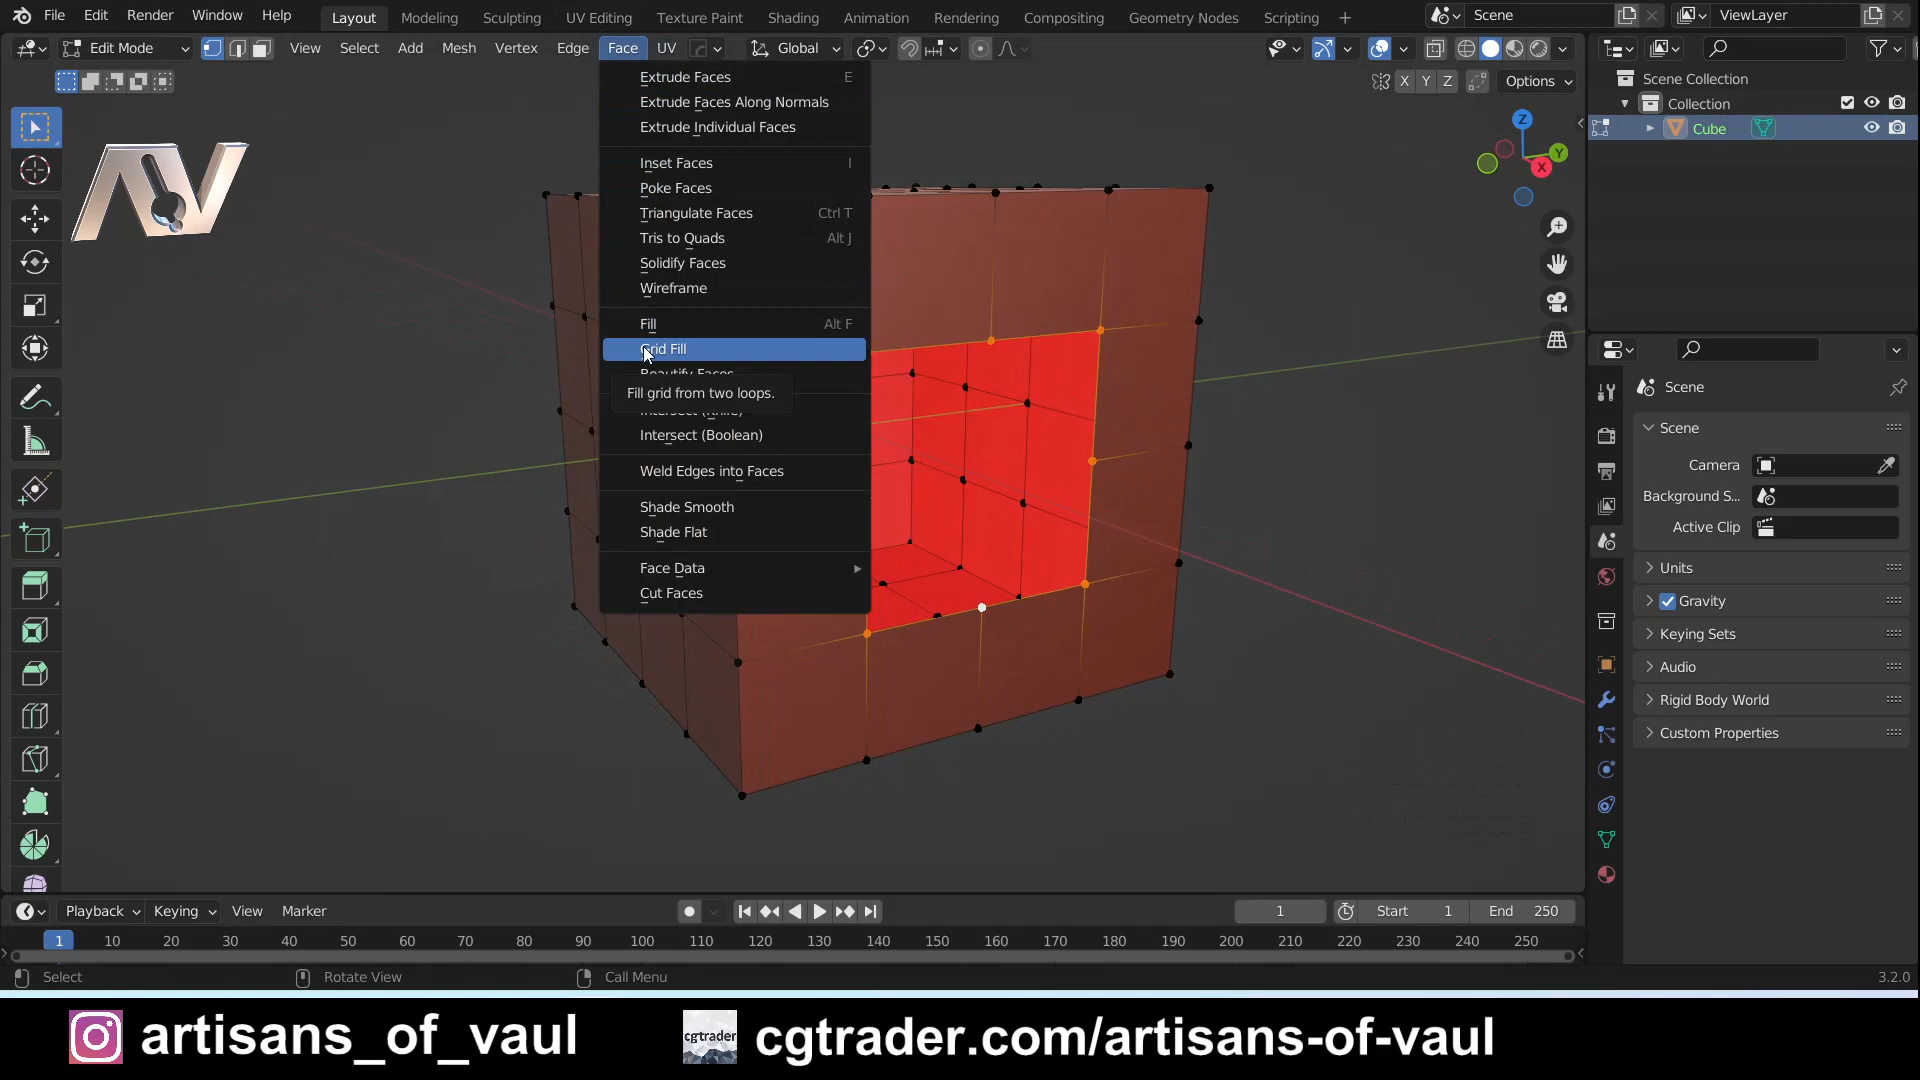 File Edit Render Window Help Layout Modeling Sculpting UV Editing Texture Paint Shading Animation Rendering Compositing Geometry Nodes Scripting + Scene ViewLayer
Edit Mode View Select Add Mesh Vertex Edge Face UV Global
X Y Z Options
Extrude Faces E
Extrude Faces Along Normals
Extrude Individual Faces
Inset Faces I
Poke Faces
Triangulate Faces Ctrl T
Tris to Quads Alt J
Solidify Faces
Wireframe
Fill Alt F
Grid Fill
Beautify Faces
Fill grid from two loops.
Intersect (Knife)
Intersect (Boolean)
Weld Edges into Faces
Shade Smooth
Shade Flat
Face Data
Cut Faces
AV
Z
Y
X
Scene Collection
Collection
Cube
Scene
Scene
Camera
Background S...
Active Clip
Units
Gravity
Keying Sets
Audio
Rigid Body World
Custom Properties
Playback Keying View Marker 1 Start 1 End 250
1 10 20 30 40 50 60 70 80 90 100 110 120 130 140 150 160 170 180 190 200 210 220 230 240 250
Select Rotate View Call Menu 3.2.0
artisans_of_vaul cgtrader cgtrader.com/artisans-of-vaul